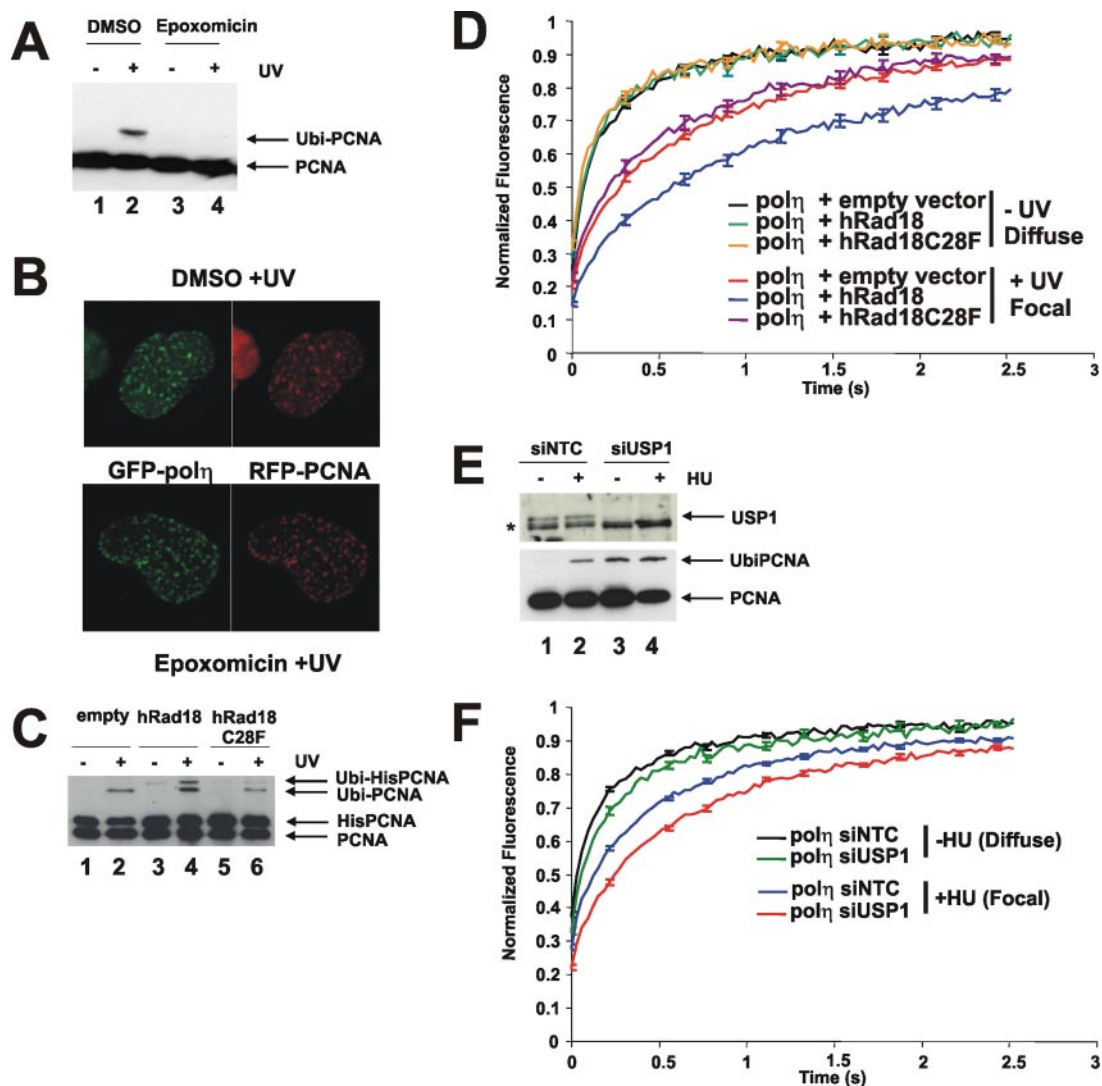 A
DMSO Epoxomicin
- + - + UV
Ubi-PCNA
PCNA
1 2 3 4
B
DMSO +UV
GFP-polη RFP-PCNA
Epoxomicin +UV
C
empty hRad18 hRad18
C28F
- + - + - + UV
Ubi-HisPCNA
Ubi-PCNA
HisPCNA
PCNA
1 2 3 4 5 6
D
Normalized Fluorescence
1
0.9
0.8
0.7
0.6
0.5
0.4
0.3
0.2
0.1
0
polη + empty vector
polη + hRad18
polη + hRad18C28F
- UV
Diffuse
polη + empty vector
polη + hRad18
polη + hRad18C28F
+ UV
Focal
0 0.5 1 1.5 2 2.5 3
Time (s)
E
siNTC siUSP1
- + - + HU
USP1
*
UbiPCNA
PCNA
1 2 3 4
F
Normalized Fluorescence
1
0.9
0.8
0.7
0.6
0.5
0.4
0.3
0.2
0.1
0
polη siNTC
polη siUSP1
-HU (Diffuse)
polη siNTC
polη siUSP1
+HU (Focal)
0 0.5 1 1.5 2 2.5 3
Time (s)